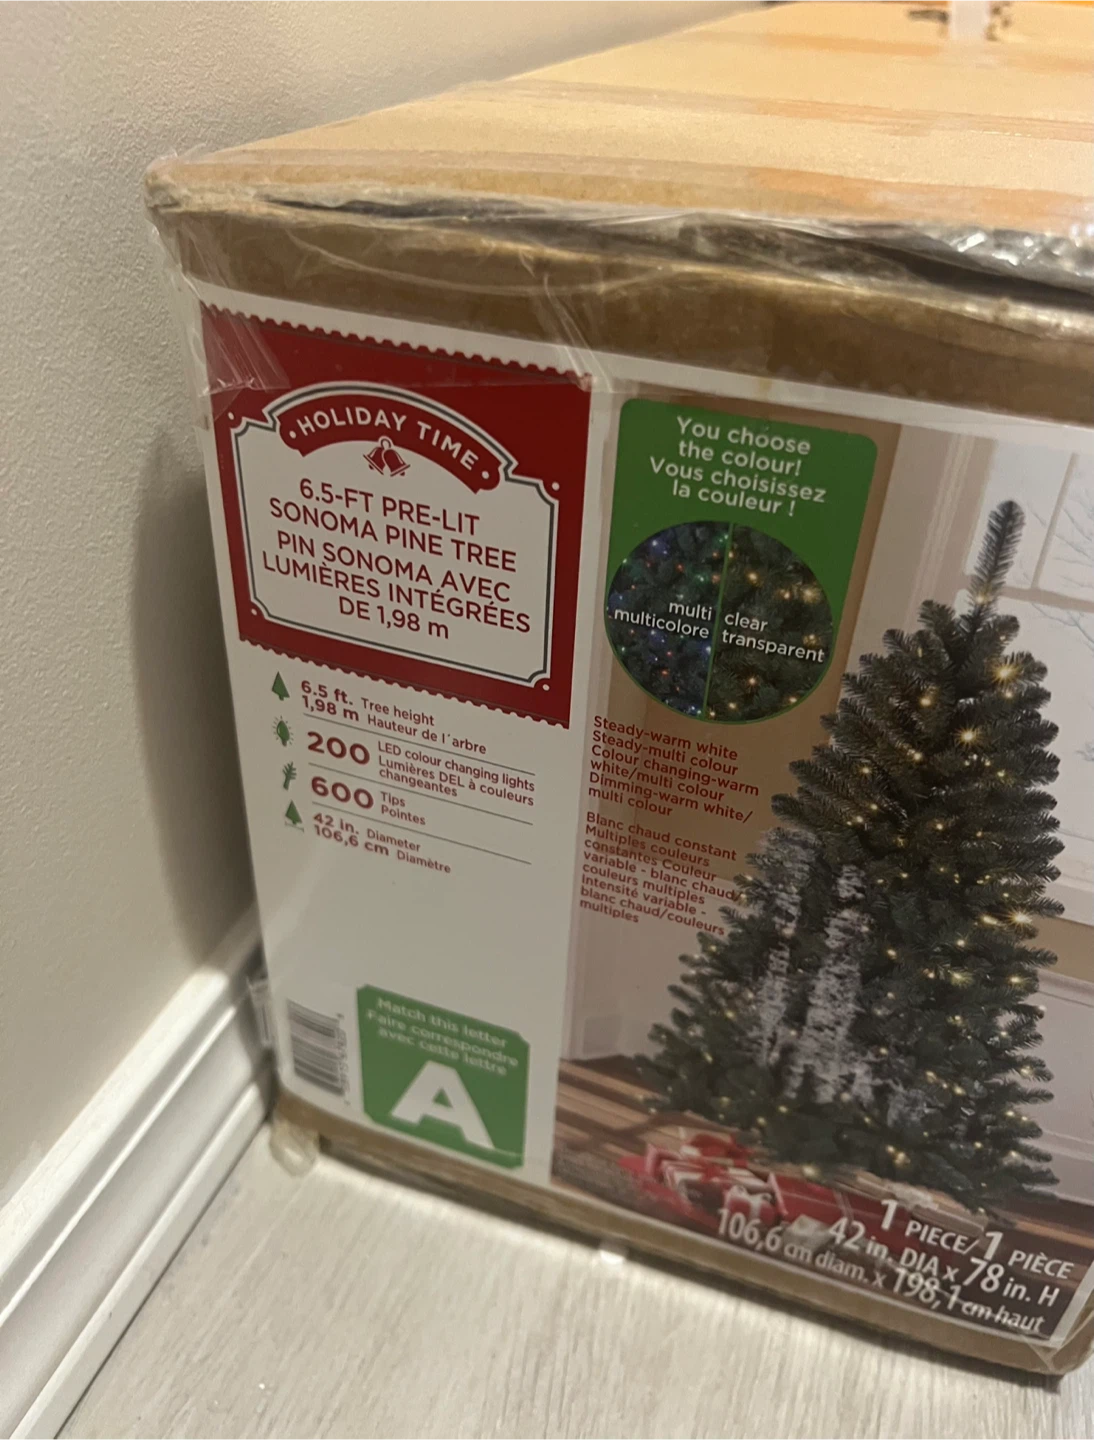 HOLIDAY TIME
6.5-FT PRE-LIT
SONOMA PINE TREE
PIN SONOMA AVEC
LUMIÈRES INTÉGRÉES
DE 1,98 m
6.5 ft. Tree height
1,98 m Hauteur de l'arbre
200 LED colour changing lights
Lumières DEL à couleurs
changeantes
600 Tips
Pointes
42 in. Diameter
106,6 cm Diamètre
Match this letter
Faire correspondre
avec cette lettre
A
You choose
the colour!
Vous choisissez
la couleur !
multi
multicolore
clear
transparent
Steady-warm white
Steady-multi colour
Colour changing-warm
white/multi colour
Dimming-warm white/
multi colour
Blanc chaud constant
Multiples couleurs
constantes Couleur
variable - blanc chaud/
couleurs multiples
Intensité variable -
blanc chaud/couleurs
multiples
1 PIECE/1 PIÈCE
42 in. DIA x 78 in. H
106,6 cm diam. x 198,1 cm haut